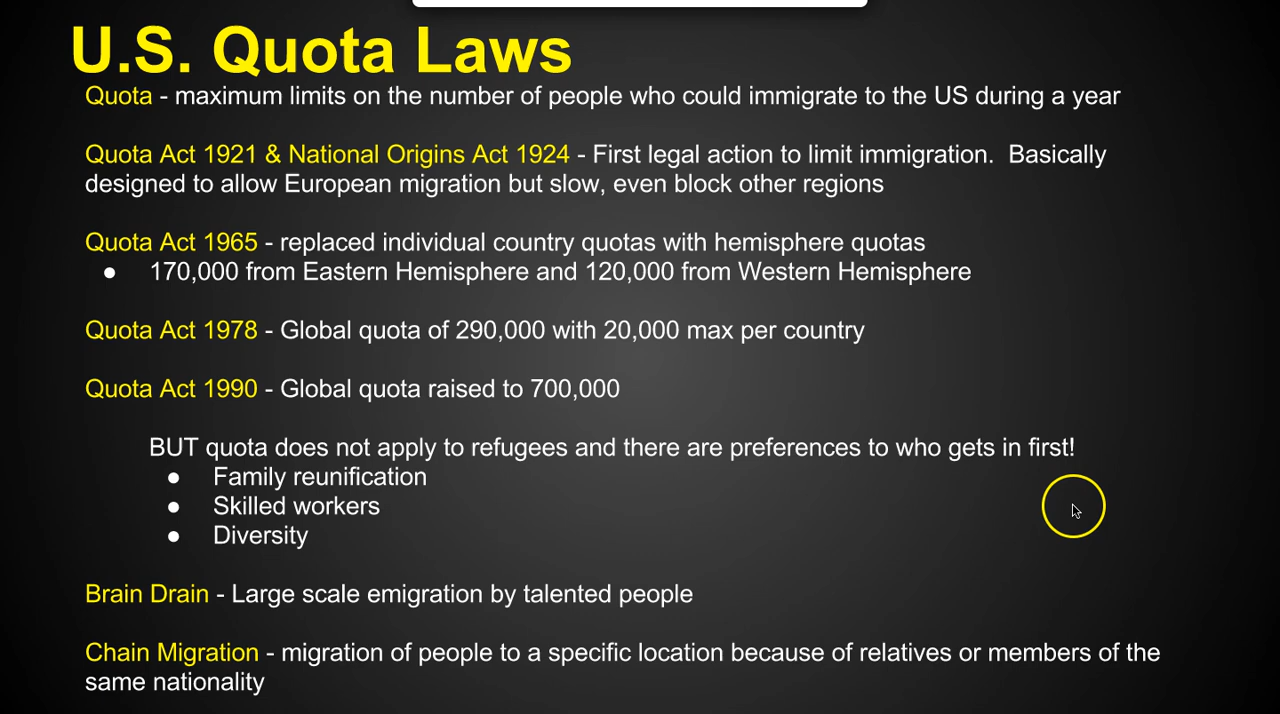 U.S. Quota Laws
Quota - maximum limits on the number of people who could immigrate to the US during a year
Quota Act 1921 & National Origins Act 1924 - First legal action to limit immigration.  Basically
designed to allow European migration but slow, even block other regions
Quota Act 1965 - replaced individual country quotas with hemisphere quotas
● 170,000 from Eastern Hemisphere and 120,000 from Western Hemisphere
Quota Act 1978 - Global quota of 290,000 with 20,000 max per country
Quota Act 1990 - Global quota raised to 700,000
BUT quota does not apply to refugees and there are preferences to who gets in first!
● Family reunification
● Skilled workers
● Diversity
Brain Drain - Large scale emigration by talented people
Chain Migration - migration of people to a specific location because of relatives or members of the
same nationality